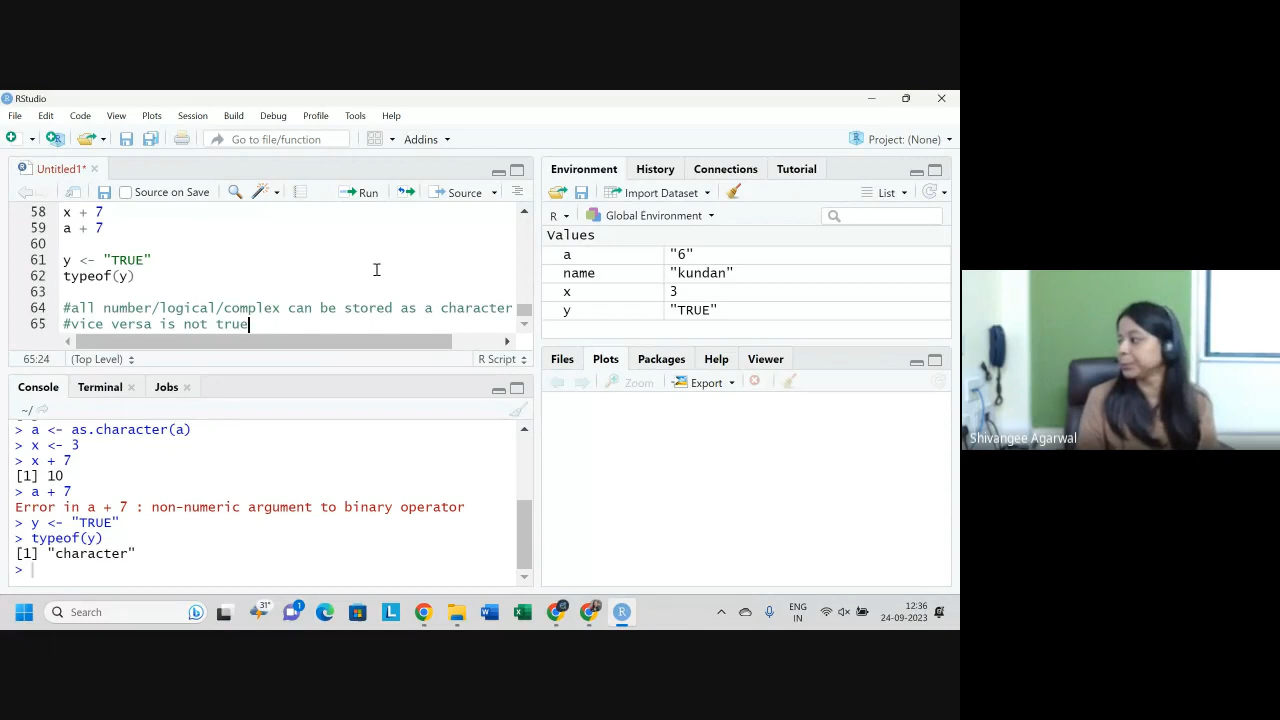 RStudio
File Edit Code View Plots Session Build Debug Profile Tools Help
Go to file/function Addins Project: (None)
Untitled1*
Source on Save Run Source
58 x + 7
59 a + 7
60
61 y <- "TRUE"
62 typeof(y)
63
64 #all number/logical/complex can be stored as a character
65 #vice versa is not true
65:24 (Top Level) R Script
Console Terminal Jobs
~/
> a <- as.character(a)
> x <- 3
> x + 7
[1] 10
> a + 7
Error in a + 7 : non-numeric argument to binary operator
> y <- "TRUE"
> typeof(y)
[1] "character"
>
Environment History Connections Tutorial
Import Dataset List
R Global Environment
Values
a "6"
name "kundan"
x 3
y "TRUE"
Files Plots Packages Help Viewer
Zoom Export
Shivangee Agarwal
Search 31° 1 ENG IN 12:36 24-09-2023